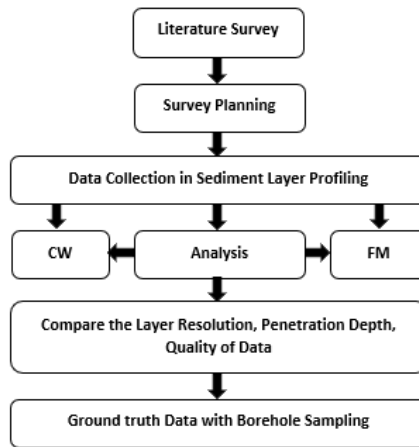 Literature Survey
Survey Planning
Data Collection in Sediment Layer Profiling
CW
Analysis
FM
Compare the Layer Resolution, Penetration Depth,
Quality of Data
Ground truth Data with Borehole Sampling